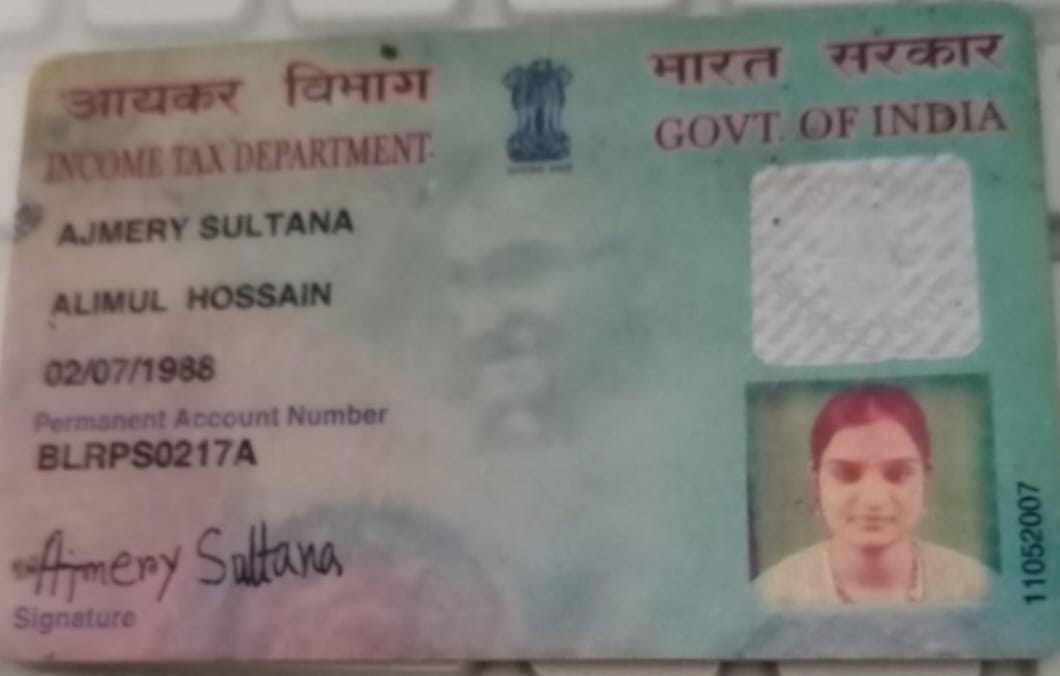 आयकर विभाग भारत सरकार
INCOME TAX DEPARTMENT GOVT. OF INDIA
AJMERY SULTANA
ALIMUL HOSSAIN
02/07/1988
Permanent Account Number
BLRPS0217A
Ajmery Sultana
Signature
11052007